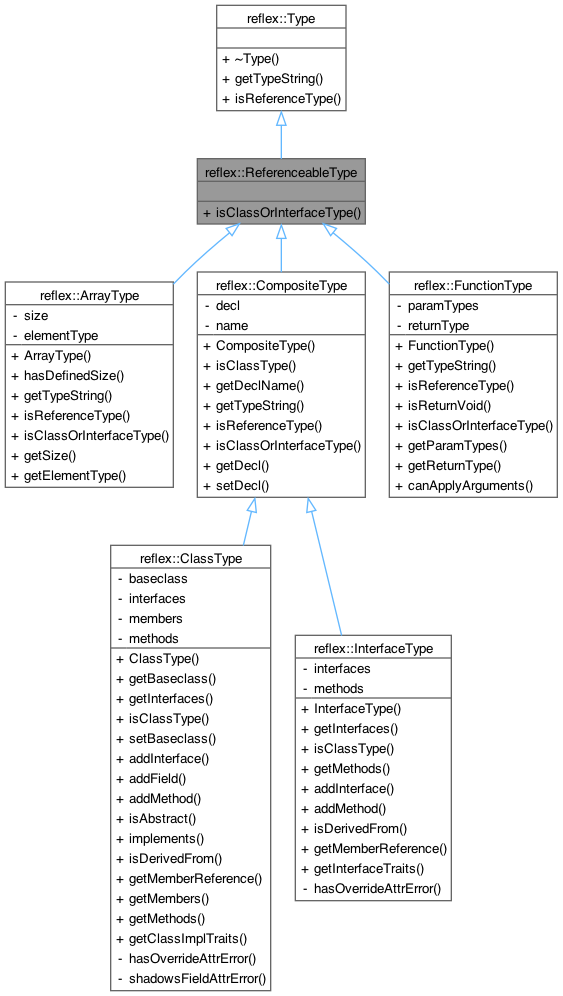 reflex::Type
+ ~Type()
+ getTypeString()
+ isReferenceType()
reflex::ReferenceableType
+ isClassOrInterfaceType()
reflex::ArrayType
- size
- elementType
+ ArrayType()
+ hasDefinedSize()
+ getTypeString()
+ isReferenceType()
+ isClassOrInterfaceType()
+ getSize()
+ getElementType()
reflex::CompositeType
- decl
- name
+ CompositeType()
+ isClassType()
+ getDeclName()
+ getTypeString()
+ isReferenceType()
+ isClassOrInterfaceType()
+ getDecl()
+ setDecl()
reflex::FunctionType
- paramTypes
- returnType
+ FunctionType()
+ getTypeString()
+ isReferenceType()
+ isReturnVoid()
+ isClassOrInterfaceType()
+ getParamTypes()
+ getReturnType()
+ canApplyArguments()
reflex::ClassType
- baseclass
- interfaces
- members
- methods
+ ClassType()
+ getBaseclass()
+ getInterfaces()
+ isClassType()
+ setBaseclass()
+ addInterface()
+ addField()
+ addMethod()
+ isAbstract()
+ implements()
+ isDerivedFrom()
+ getMemberReference()
+ getMembers()
+ getMethods()
+ getClassImplTraits()
- hasOverrideAttrError()
- shadowsFieldAttrError()
reflex::InterfaceType
- interfaces
- methods
+ InterfaceType()
+ getInterfaces()
+ isClassType()
+ getMethods()
+ addInterface()
+ addMethod()
+ isDerivedFrom()
+ getMemberReference()
+ getInterfaceTraits()
- hasOverrideAttrError()